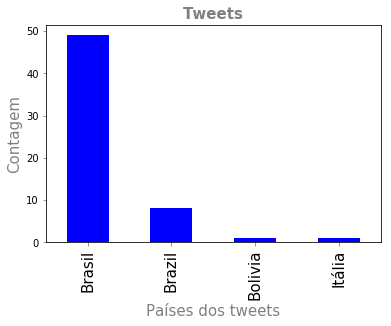 Tweets
Contagem
50
40
30
20
10
0
Brasil
Brazil
Bolivia
Itália
Países dos tweets